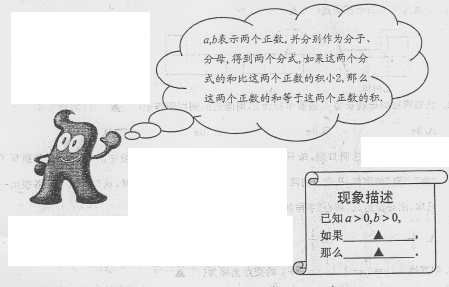 a,b表示两个正数,并分别作为分子、
分母,得到两个分式,如果这两个分
式的和比这两个正数的积小2,那么
这两个正数的和等于这两个正数的积.
现象描述
已知a>0,b>0,
如果▲,
那么▲.